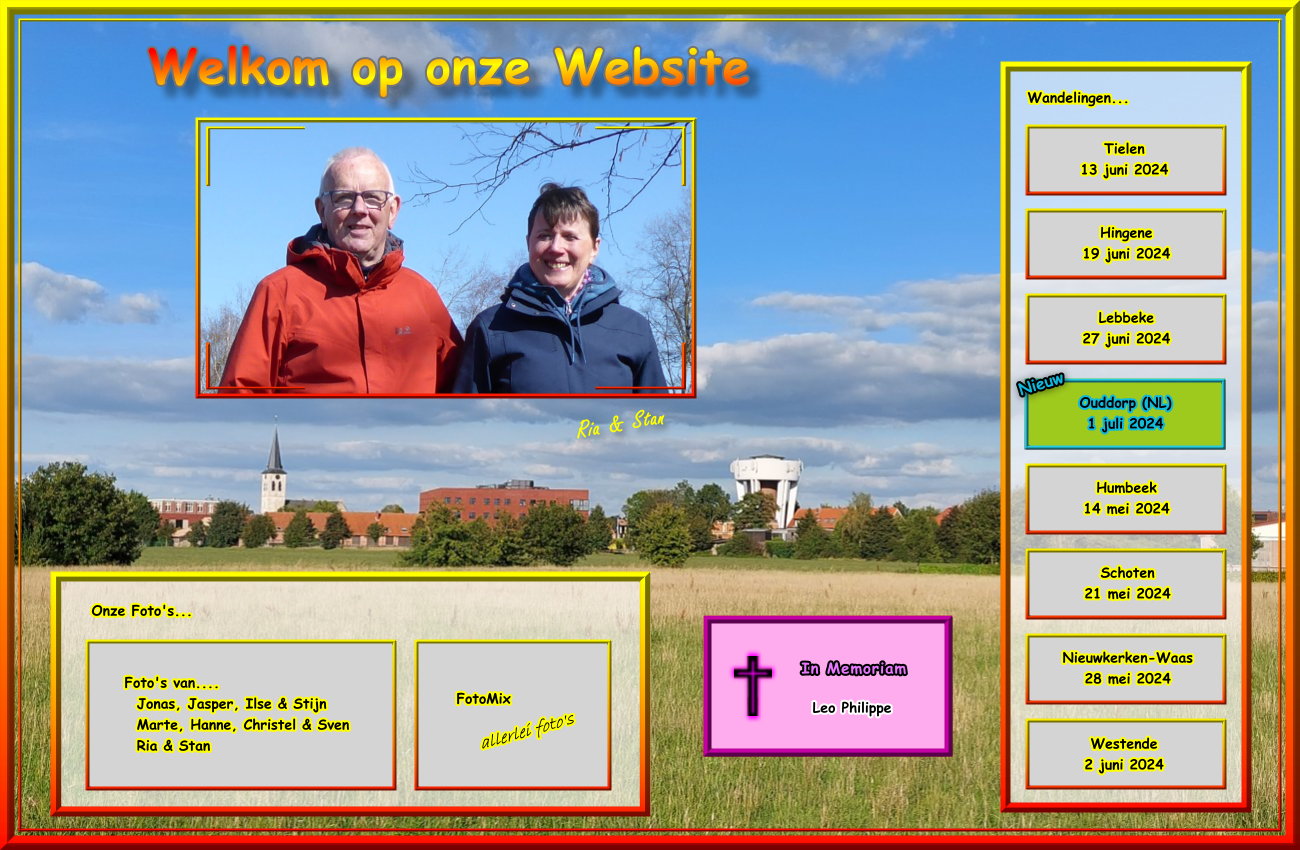 Welkom op onze Website
Ria & Stan
Wandelingen...
Tielen
13 juni 2024
Hingene
19 juni 2024
Lebbeke
27 juni 2024
Nieuw
Ouddorp (NL)
1 juli 2024
Humbeek
14 mei 2024
Schoten
21 mei 2024
Nieuwkerken-Waas
28 mei 2024
Westende
2 juni 2024
Onze Foto's...
Foto's van....
Jonas, Jasper, Ilse & Stijn
Marte, Hanne, Christel & Sven
Ria & Stan
FotoMix
allerleí foto's
In Memoriam
Leo Philippe